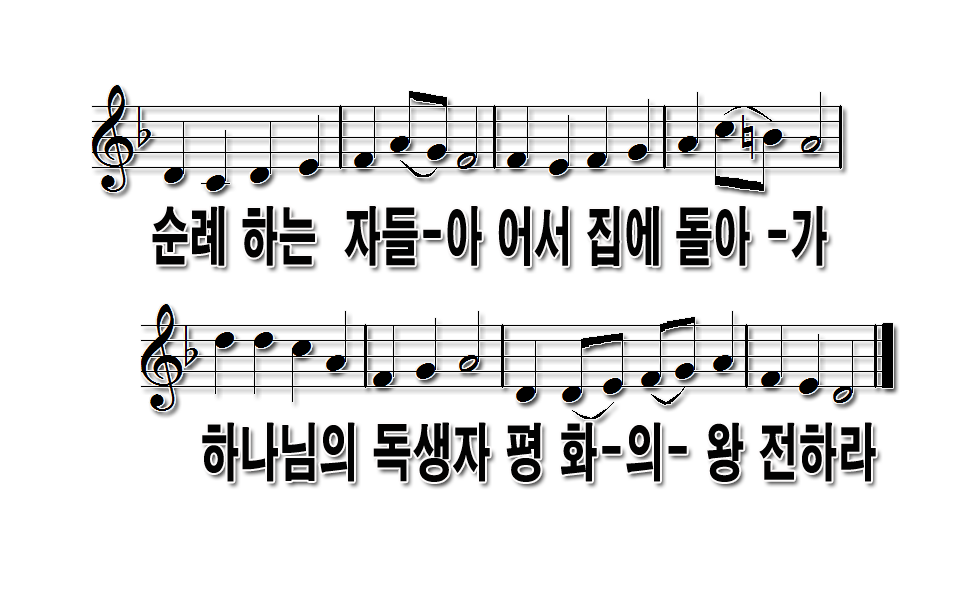 순례 하는 자들-아 어서 집에 돌아 -가
하나님의 독생자 평 화-의- 왕 전하라